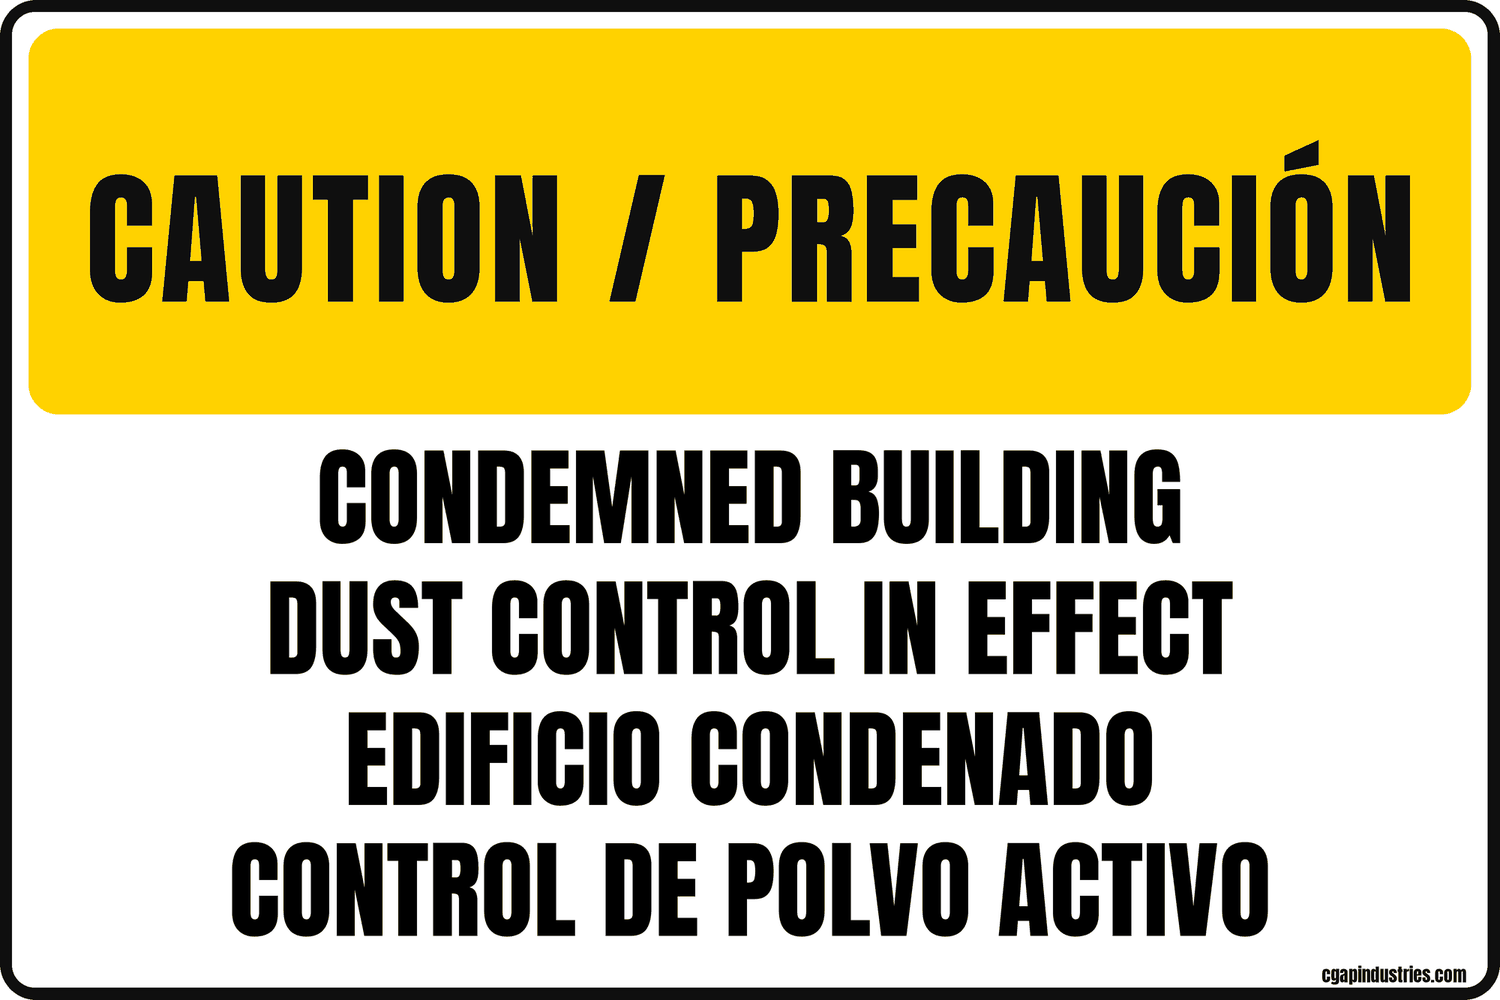 CAUTION / PRECAUCIÓN
CONDEMNED BUILDING
DUST CONTROL IN EFFECT
EDIFICIO CONDENADO
CONTROL DE POLVO ACTIVO
cgapindustries.com